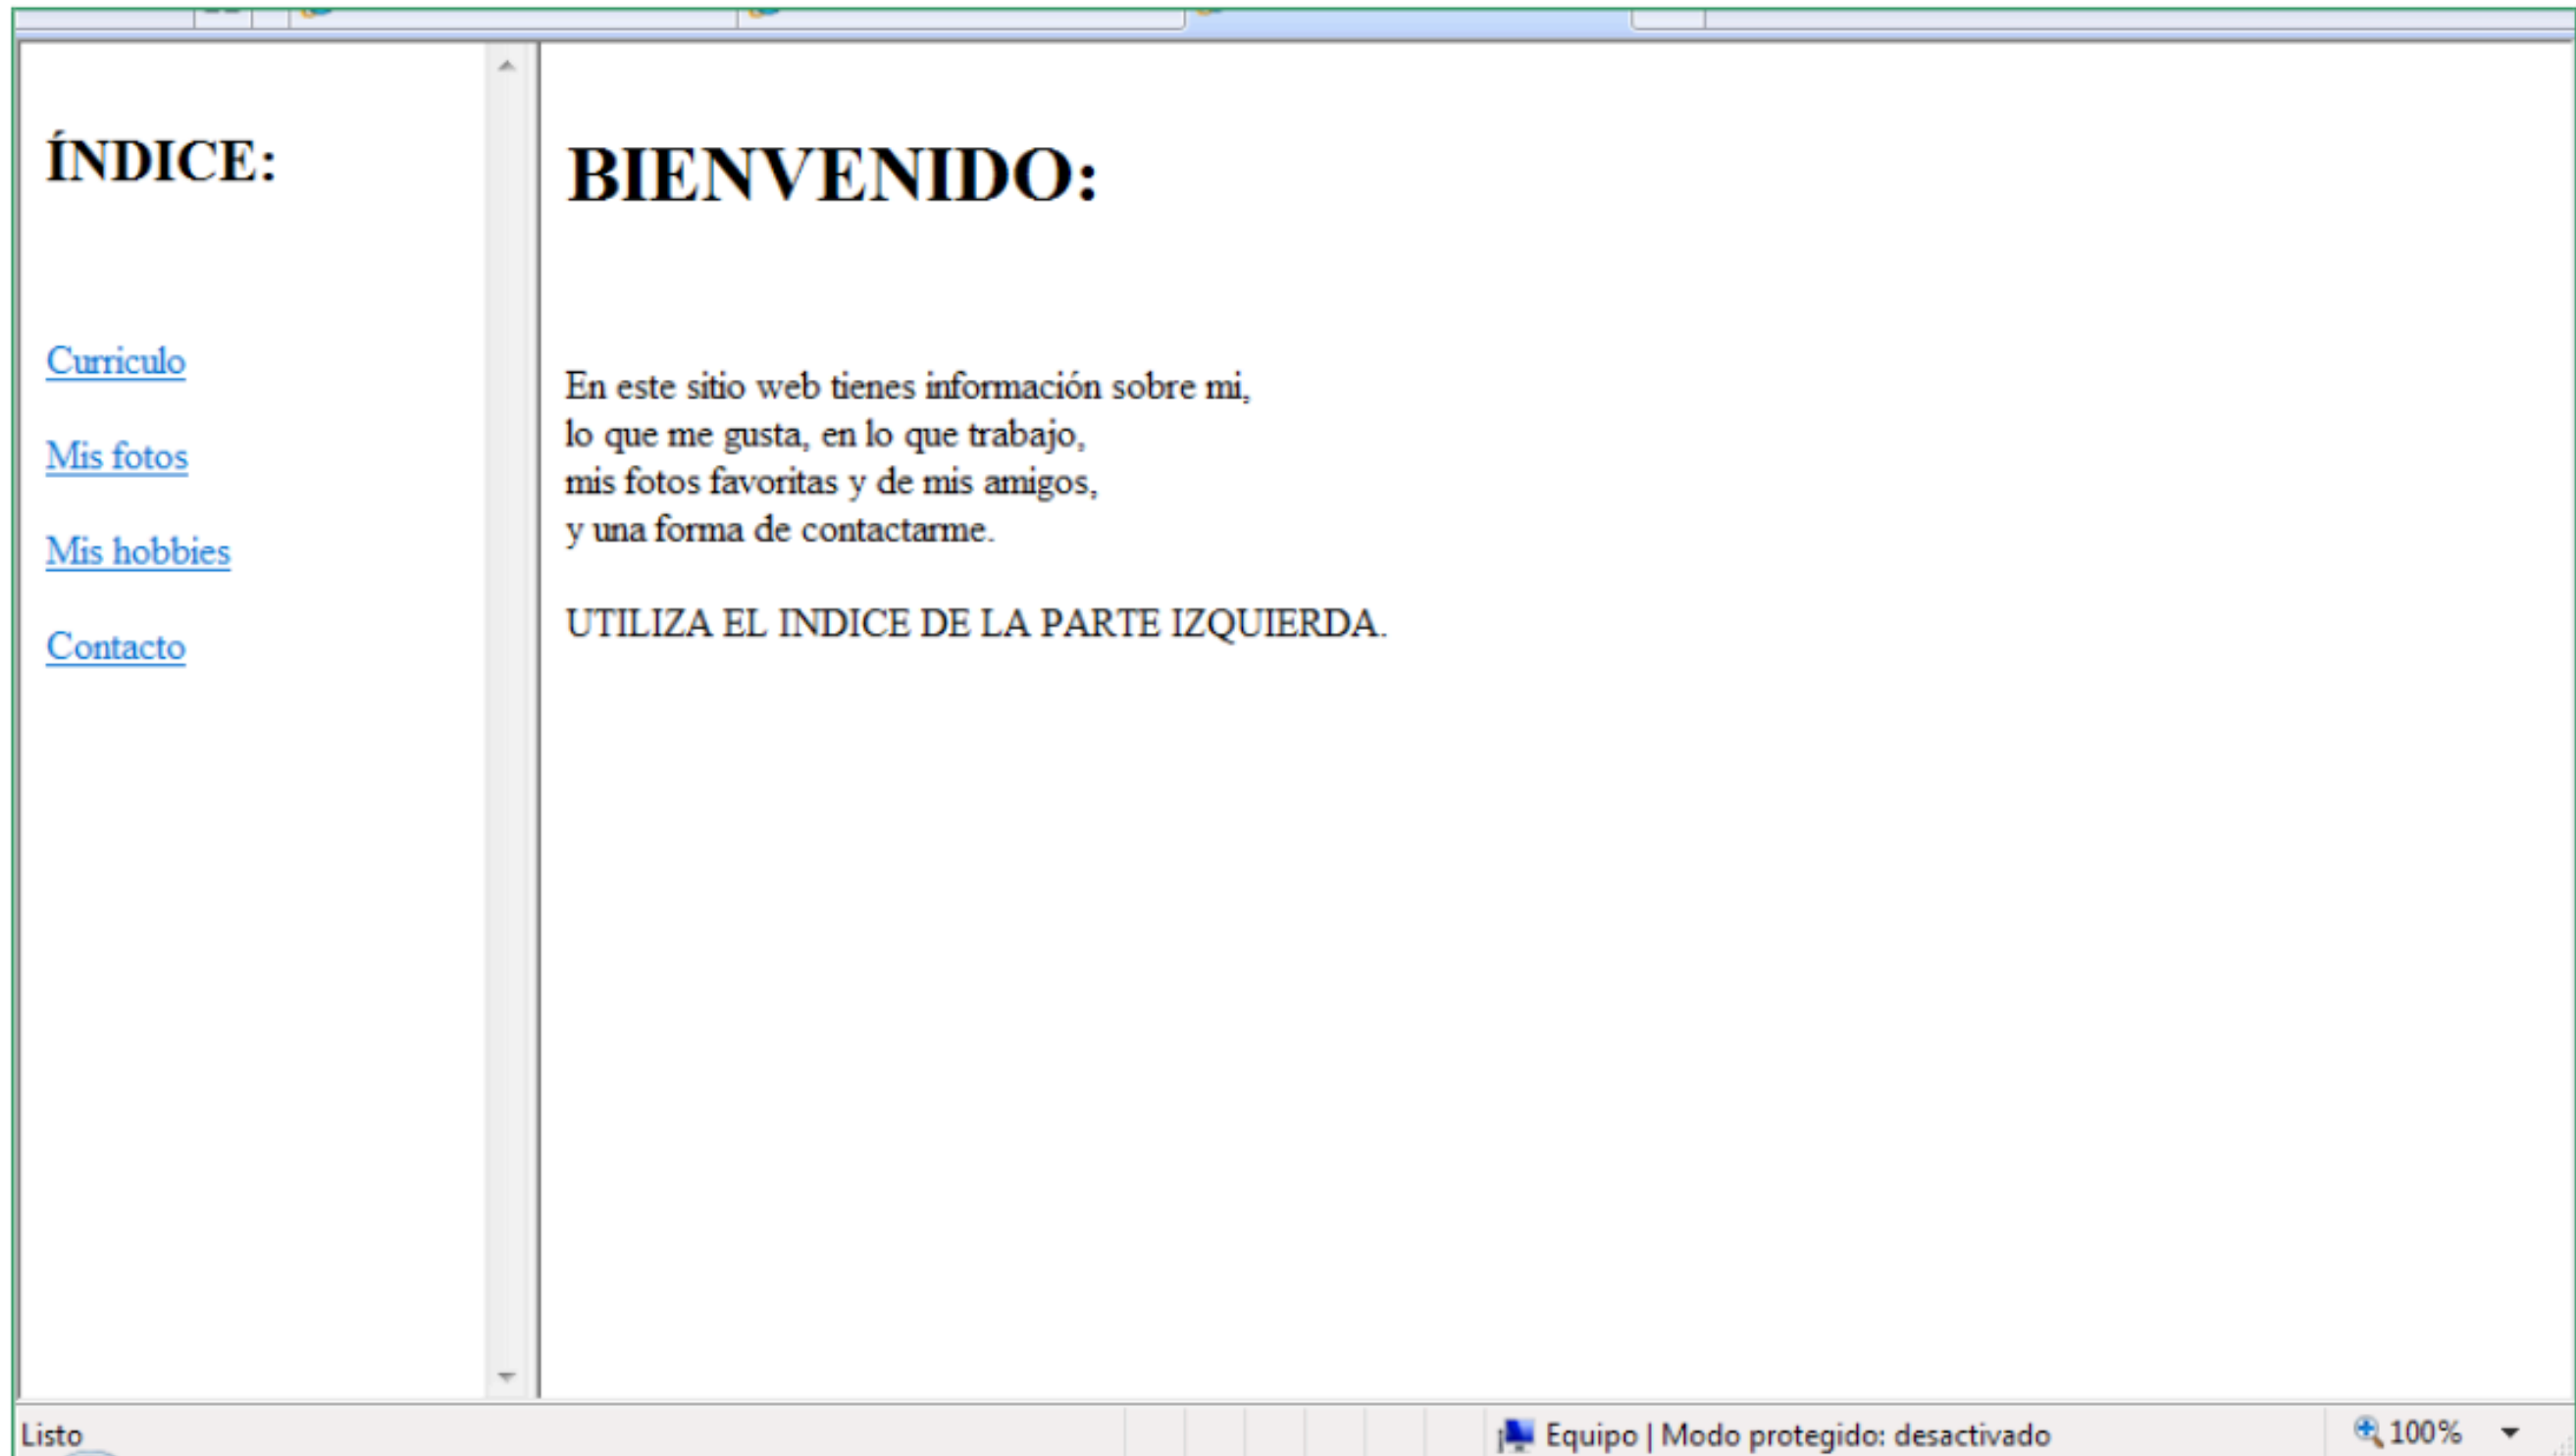 ÍNDICE:
Curriculo
Mis fotos
Mis hobbies
Contacto
BIENVENIDO:
En este sitio web tienes información sobre mi,
lo que me gusta, en lo que trabajo,
mis fotos favoritas y de mis amigos,
y una forma de contactarme.
UTILIZA EL INDICE DE LA PARTE IZQUIERDA.
Listo
Equipo | Modo protegido: desactivado
100%